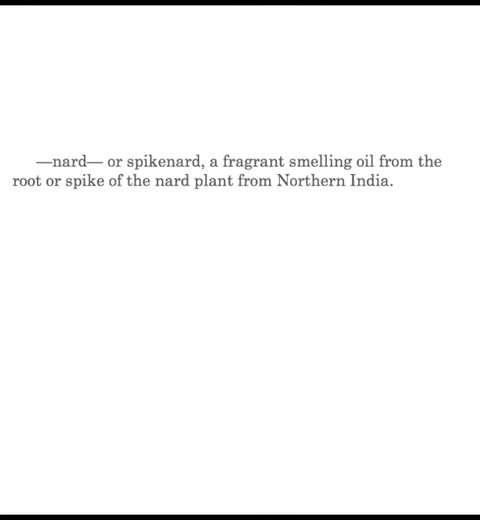 —nard— or spikenard, a fragrant smelling oil from the
root or spike of the nard plant from Northern India.